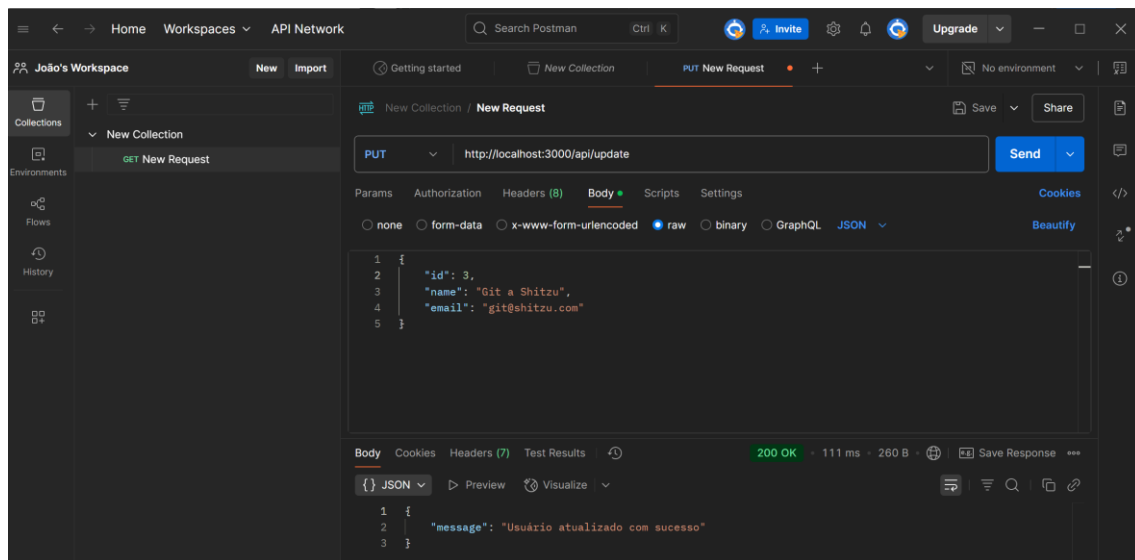 Home Workspaces API Network Search Postman Ctrl K Invite Upgrade
João's Workspace New Import Getting started New Collection PUT New Request No environment
Collections
Environments
Flows
History
New Collection
GET New Request
HTTP New Collection / New Request Save Share
PUT http://localhost:3000/api/update Send
Params Authorization Headers (8) Body Scripts Settings Cookies
none form-data x-www-form-urlencoded raw binary GraphQL JSON Beautify
1 {
2 "id": 3,
3 "name": "Git a Shitzu",
4 "email": "git@shitzu.com"
5 }
Body Cookies Headers (7) Test Results 200 OK 111 ms 260 B Save Response
{} JSON Preview Visualize
1 {
2 "message": "Usuário atualizado com sucesso"
3 }